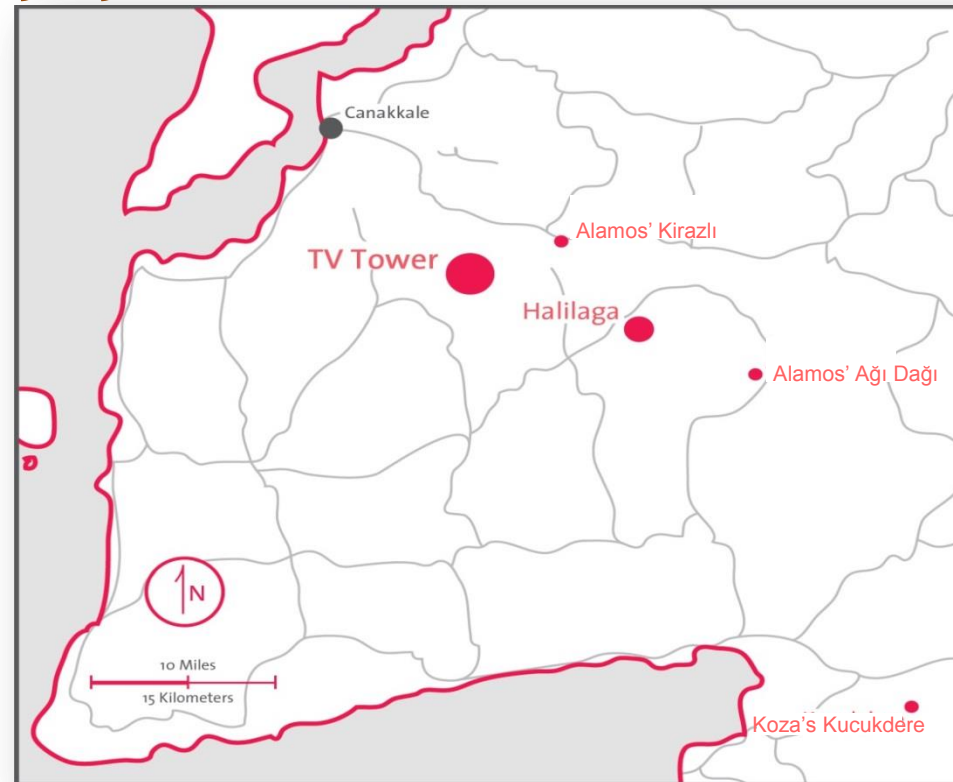 Canakkale
Alamos' Kirazlı
TV Tower
Halilaga
Alamos' Ağı Dağı
N
10 Miles
15 Kilometers
Koza's Kucukdere